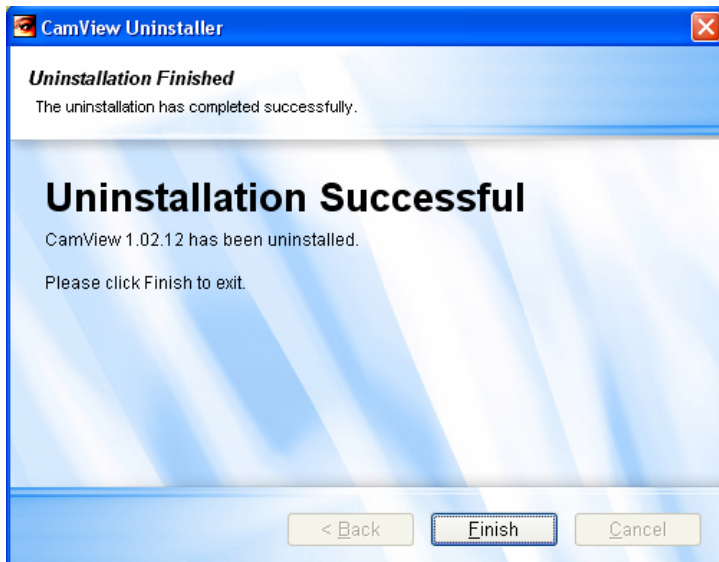 CamView Uninstaller
Uninstallation Finished
The uninstallation has completed successfully.
Uninstallation Successful
CamView 1.02.12 has been uninstalled.
Please click Finish to exit.
< Back
Finish
Cancel